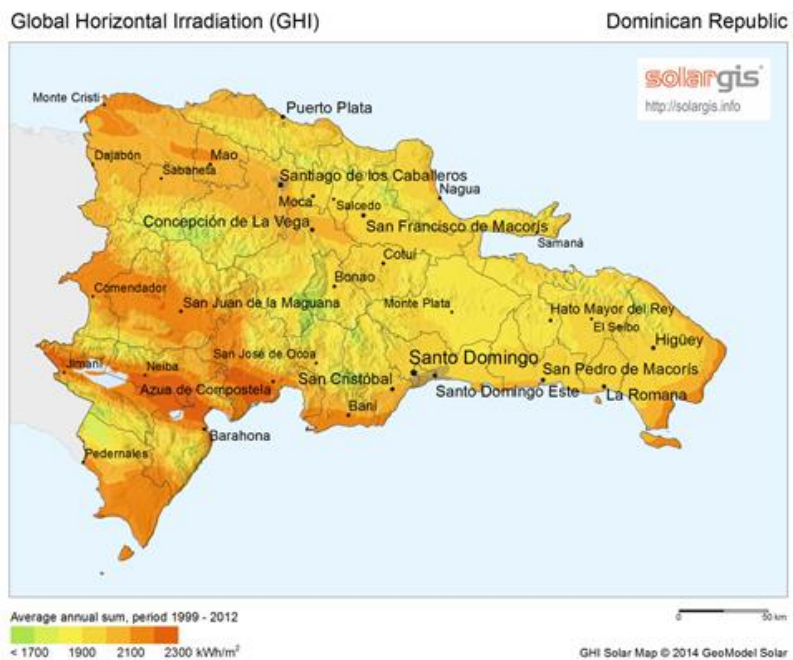 Global Horizontal Irradiation (GHI)
Dominican Republic
solargis
http://solargis.info
Monte Cristi
Puerto Plata
Dajabón
Mao
Sabaneta
Santiago de los Caballeros
Nagua
Moca
Salcedo
Concepción de La Vega
San Francisco de Macorís
Samaná
Cotuí
Bonao
Comendador
San Juan de la Maguana
Monte Plata
Hato Mayor del Rey
El Seibo
Higüey
San José de Ocoa
Santo Domingo
Jimaní
Neiba
San Pedro de Macorís
Azua de Compostela
San Cristóbal
Santo Domingo Este
La Romana
Baní
Barahona
Pedernales
Average annual sum, period 1999 - 2012
0 50 km
< 1700 1900 2100 2300 kWh/m²
GHI Solar Map © 2014 GeoModel Solar